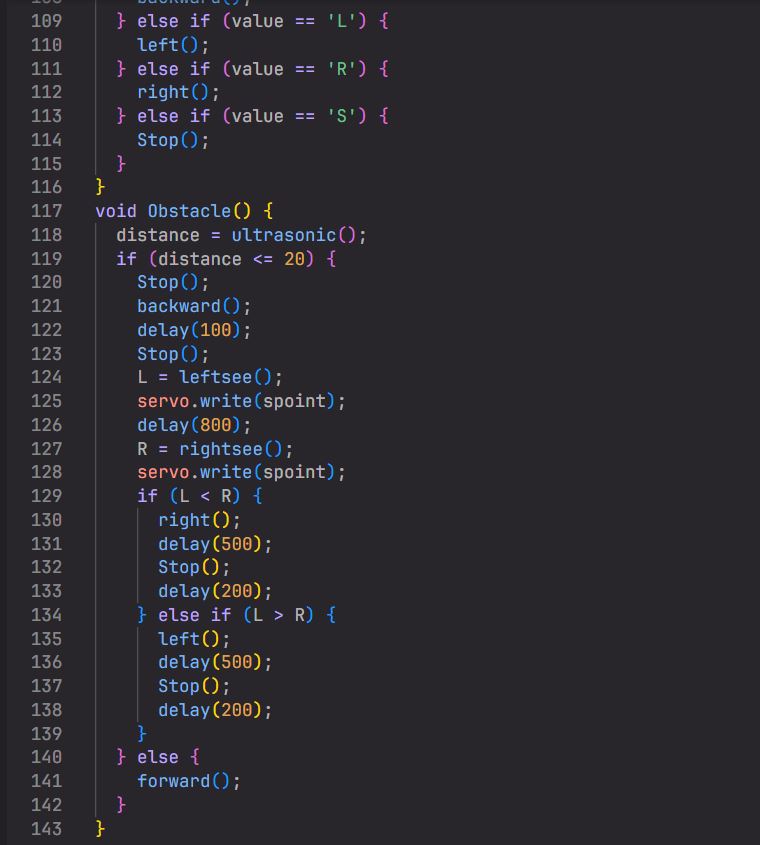 109 } else if (value == 'L') {
110 left();
111 } else if (value == 'R') {
112 right();
113 } else if (value == 'S') {
114 Stop();
115 }
116 }
117 void Obstacle() {
118 distance = ultrasonic();
119 if (distance <= 20) {
120 Stop();
121 backward();
122 delay(100);
123 Stop();
124 L = leftsee();
125 servo.write(spoint);
126 delay(800);
127 R = rightsee();
128 servo.write(spoint);
129 if (L < R) {
130 right();
131 delay(500);
132 Stop();
133 delay(200);
134 } else if (L > R) {
135 left();
136 delay(500);
137 Stop();
138 delay(200);
139 }
140 } else {
141 forward();
142 }
143 }